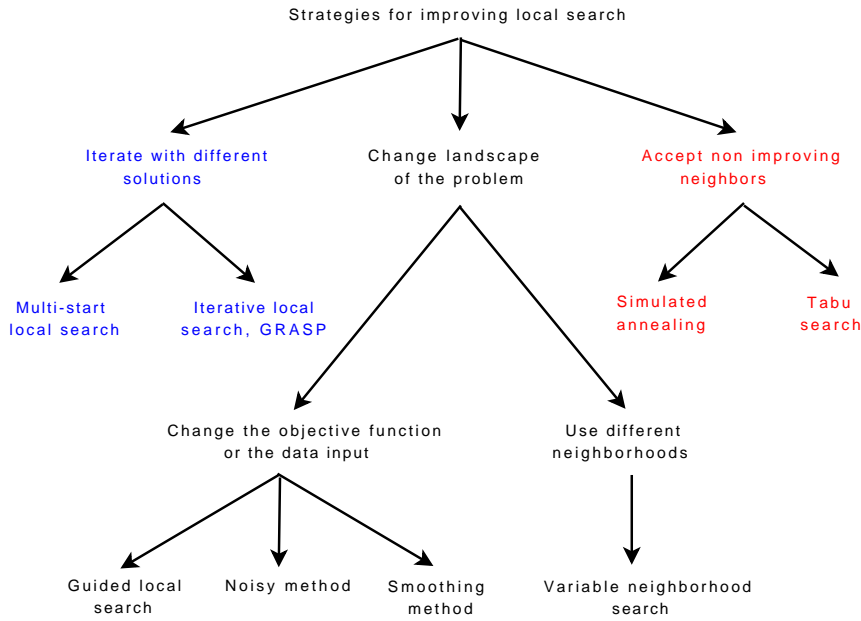 Strategies for improving local search
Iterate with different
solutions
Change landscape
of the problem
Accept non improving
neighbors
Multi-start
local search
Iterative local
search, GRASP
Simulated
annealing
Tabu
search
Change the objective function
or the data input
Use different
neighborhoods
Guided local
search
Noisy method
Smoothing
method
Variable neighborhood
search